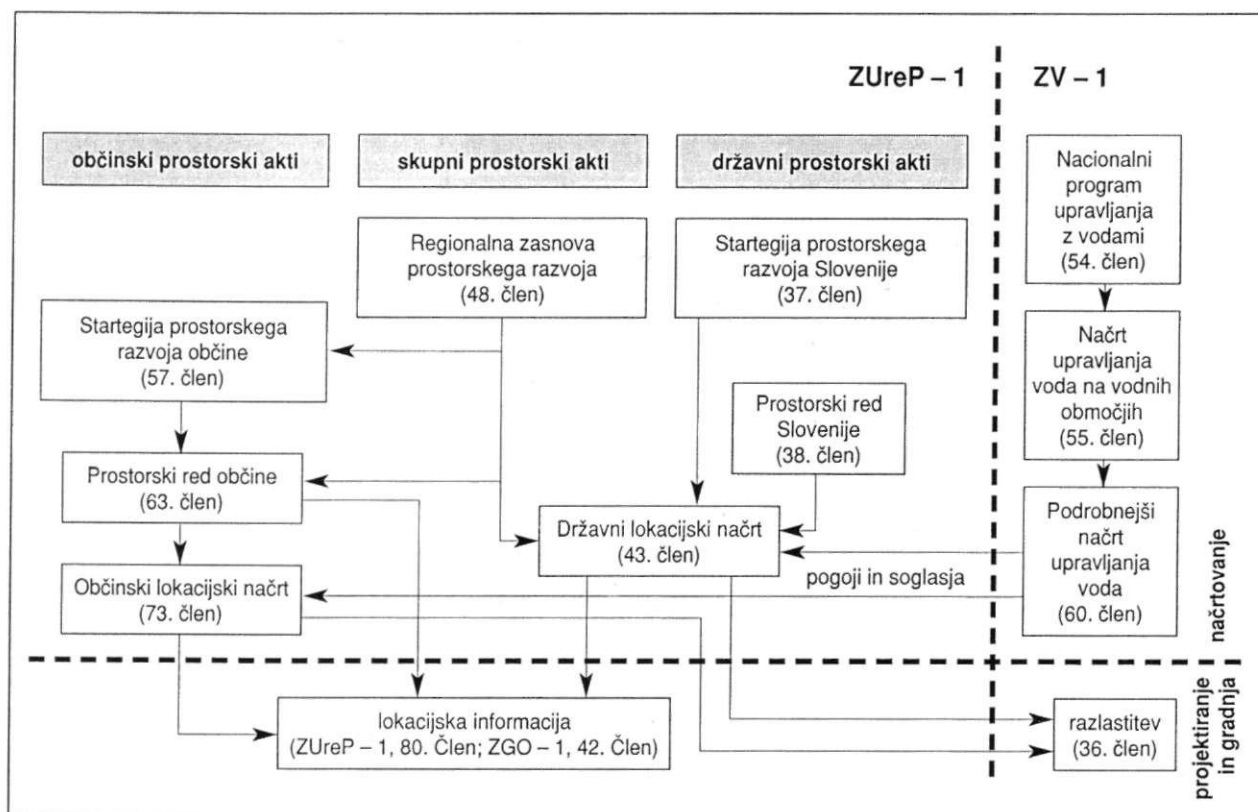 ZUreP – 1
ZV – 1
občinski prostorski akti
skupni prostorski akti
državni prostorski akti
Nacionalni
program
upravljanja
z vodami
(54. člen)
Regionalna zasnova
prostorskega razvoja
(48. člen)
Startegija prostorskega
razvoja Slovenije
(37. člen)
Startegija prostorskega
razvoja občine
(57. člen)
Načrt
upravljanja
voda na vodnih
območjih
(55. člen)
Prostorski red
Slovenije
(38. člen)
Prostorski red občine
(63. člen)
Državni lokacijski načrt
(43. člen)
Podrobnejši
načrt
upravljanja
voda
(60. člen)
pogoji in soglasja
Občinski lokacijski načrt
(73. člen)
načrtovanje
lokacijska informacija
(ZUreP – 1, 80. Člen; ZGO – 1, 42. Člen)
razlastitev
(36. člen)
projektiranje
in gradnja